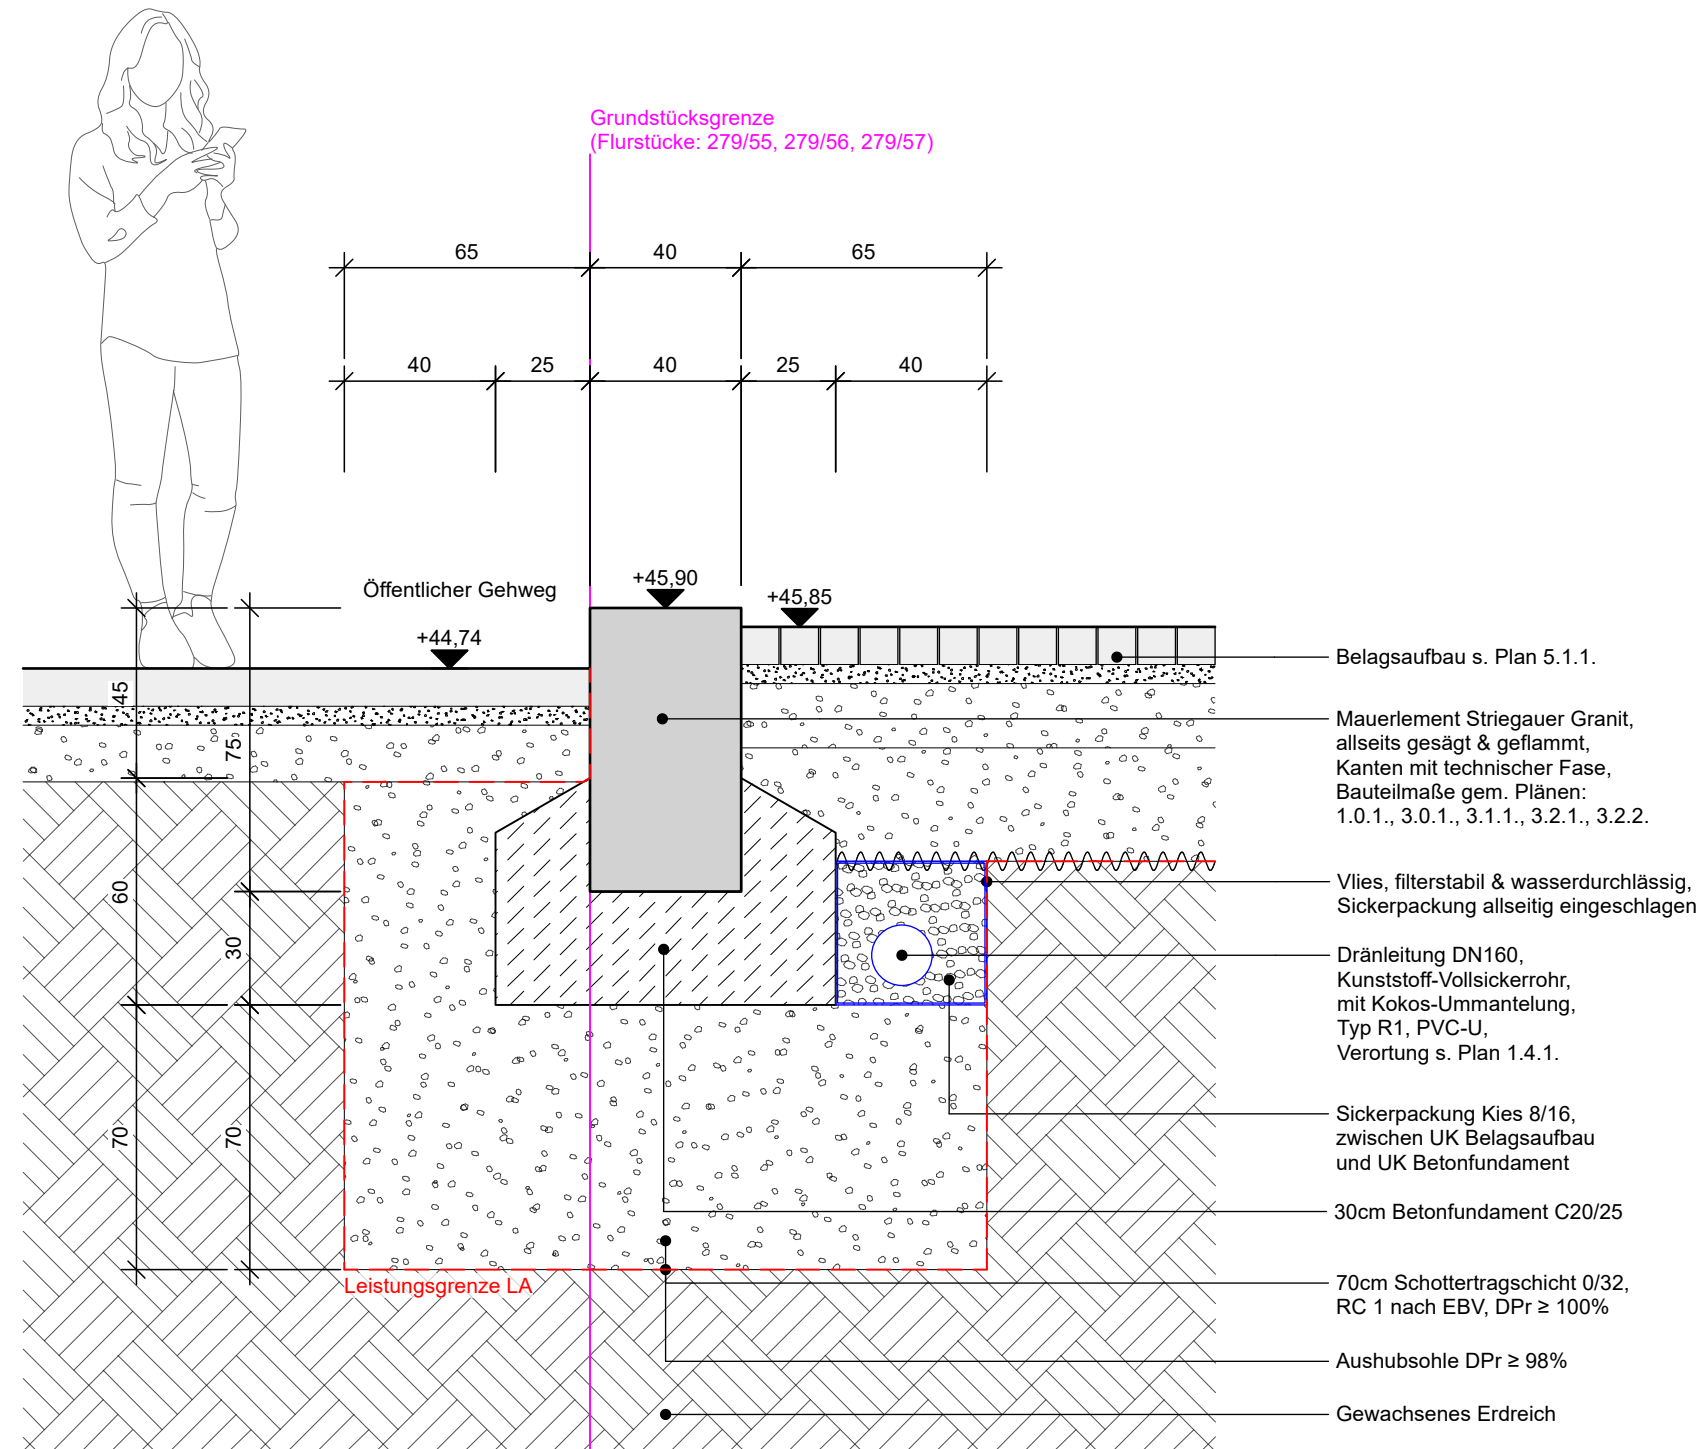 Grundstücksgrenze
(Flurstücke: 279/55, 279/56, 279/57)
65 40 65
40 25 40 25 40
Öffentlicher Gehweg
+45,90
+45,85
+44,74
45
75⁵
60
30
70
70
Leistungsgrenze LA
Belagsaufbau s. Plan 5.1.1.
Mauerlement Striegauer Granit,
allseits gesägt & geflammt,
Kanten mit technischer Fase,
Bauteilmaße gem. Plänen:
1.0.1., 3.0.1., 3.1.1., 3.2.1., 3.2.2.
Vlies, filterstabil & wasserdurchlässig,
Sickerpackung allseitig eingeschlagen
Dränleitung DN160,
Kunststoff-Vollsickerrohr,
mit Kokos-Ummantelung,
Typ R1, PVC-U,
Verortung s. Plan 1.4.1.
Sickerpackung Kies 8/16,
zwischen UK Belagsaufbau
und UK Betonfundament
30cm Betonfundament C20/25
70cm Schottertragschicht 0/32,
RC 1 nach EBV, DPr ≥ 100%
Aushubsohle DPr ≥ 98%
Gewachsenes Erdreich